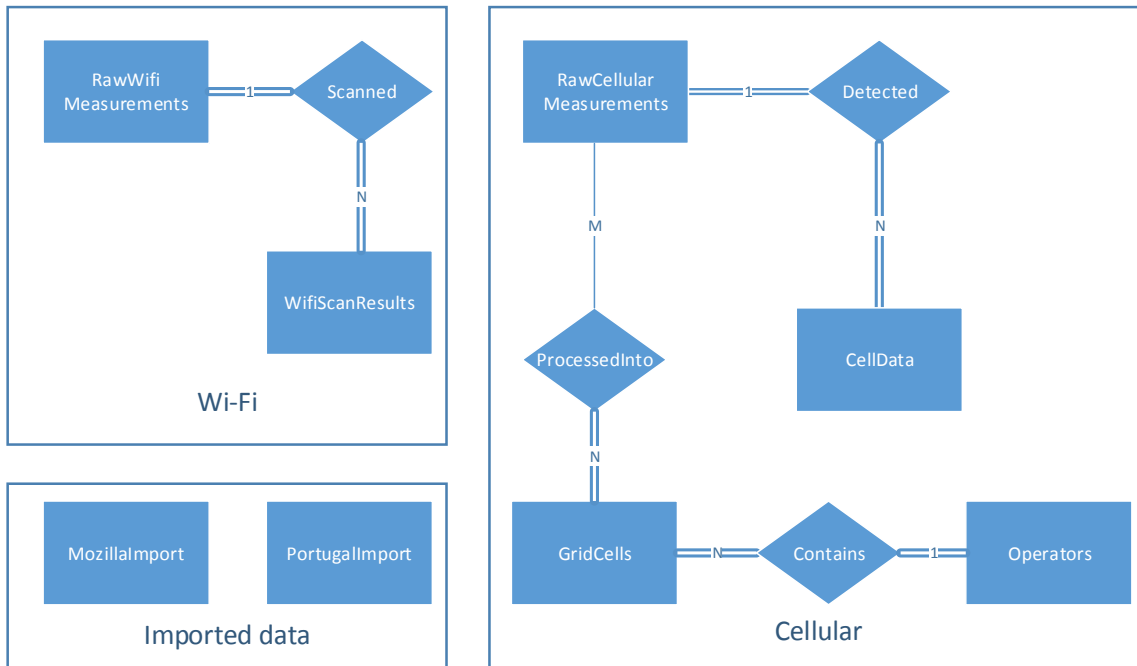 RawWifi
Measurements
1
Scanned
N
WifiScanResults
Wi-Fi
MozillaImport
PortugalImport
Imported data
RawCellular
Measurements
1
Detected
M
N
ProcessedInto
CellData
N
GridCells
N
Contains
1
Operators
Cellular